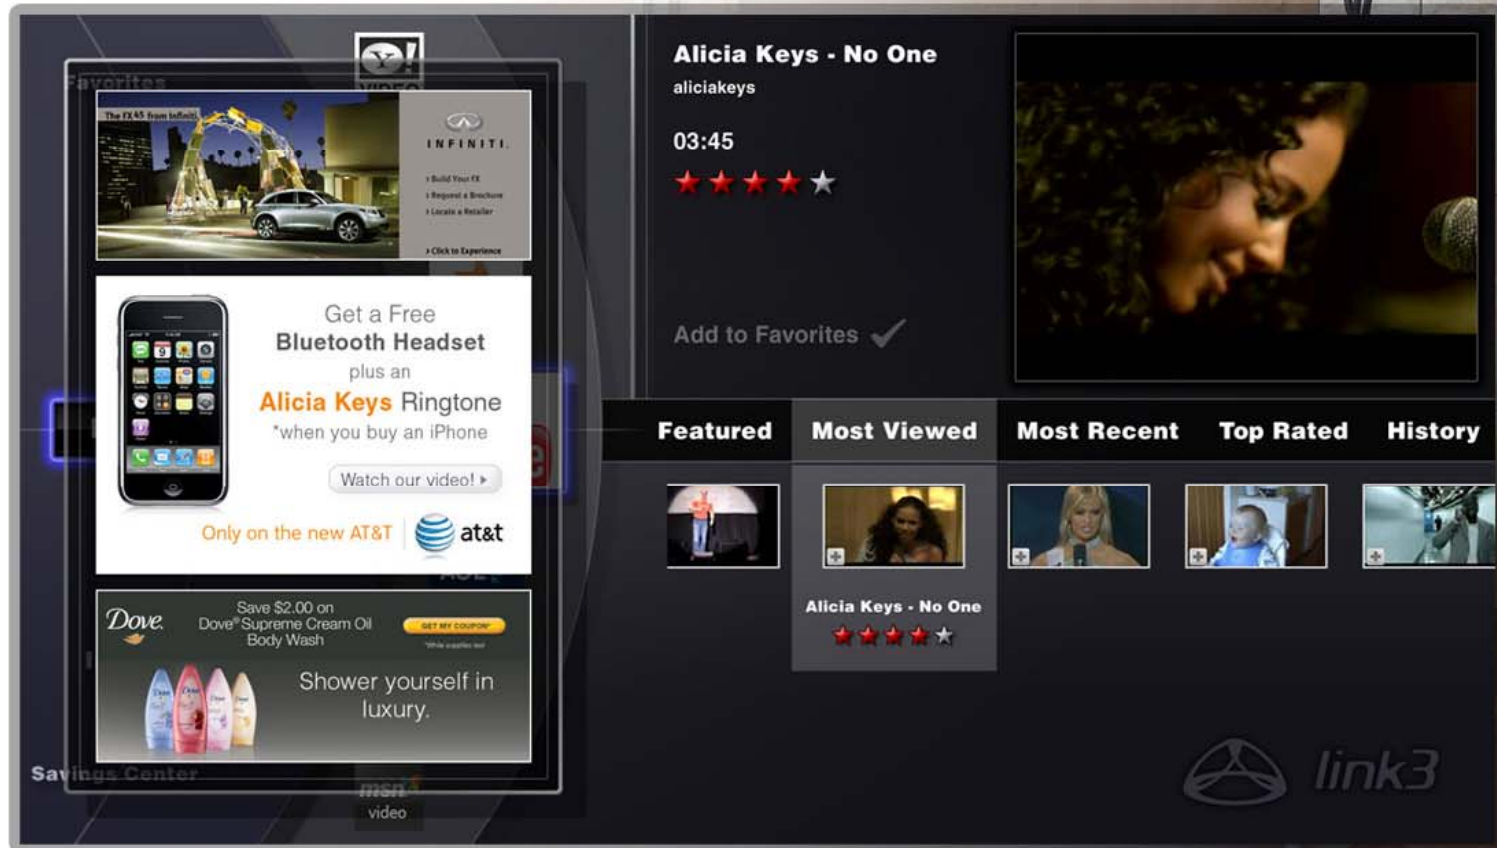 Favorites
Y!
VIDEO
The FX45 from Infiniti
INFINITI.
› Build Your FX
› Request a Brochure
› Locate a Retailer
› Click to Experience
Get a Free
Bluetooth Headset
plus an
Alicia Keys Ringtone
*when you buy an iPhone
Watch our video!
Only on the new AT&T
at&t
Dove.
Save $2.00 on
Dove® Supreme Cream Oil
Body Wash
GET MY COUPON*
*While supplies last
Shower yourself in
luxury.
Savings Center
msn
video
Alicia Keys - No One
aliciakeys
03:45
Add to Favorites
Featured
Most Viewed
Most Recent
Top Rated
History
Alicia Keys - No One
link3